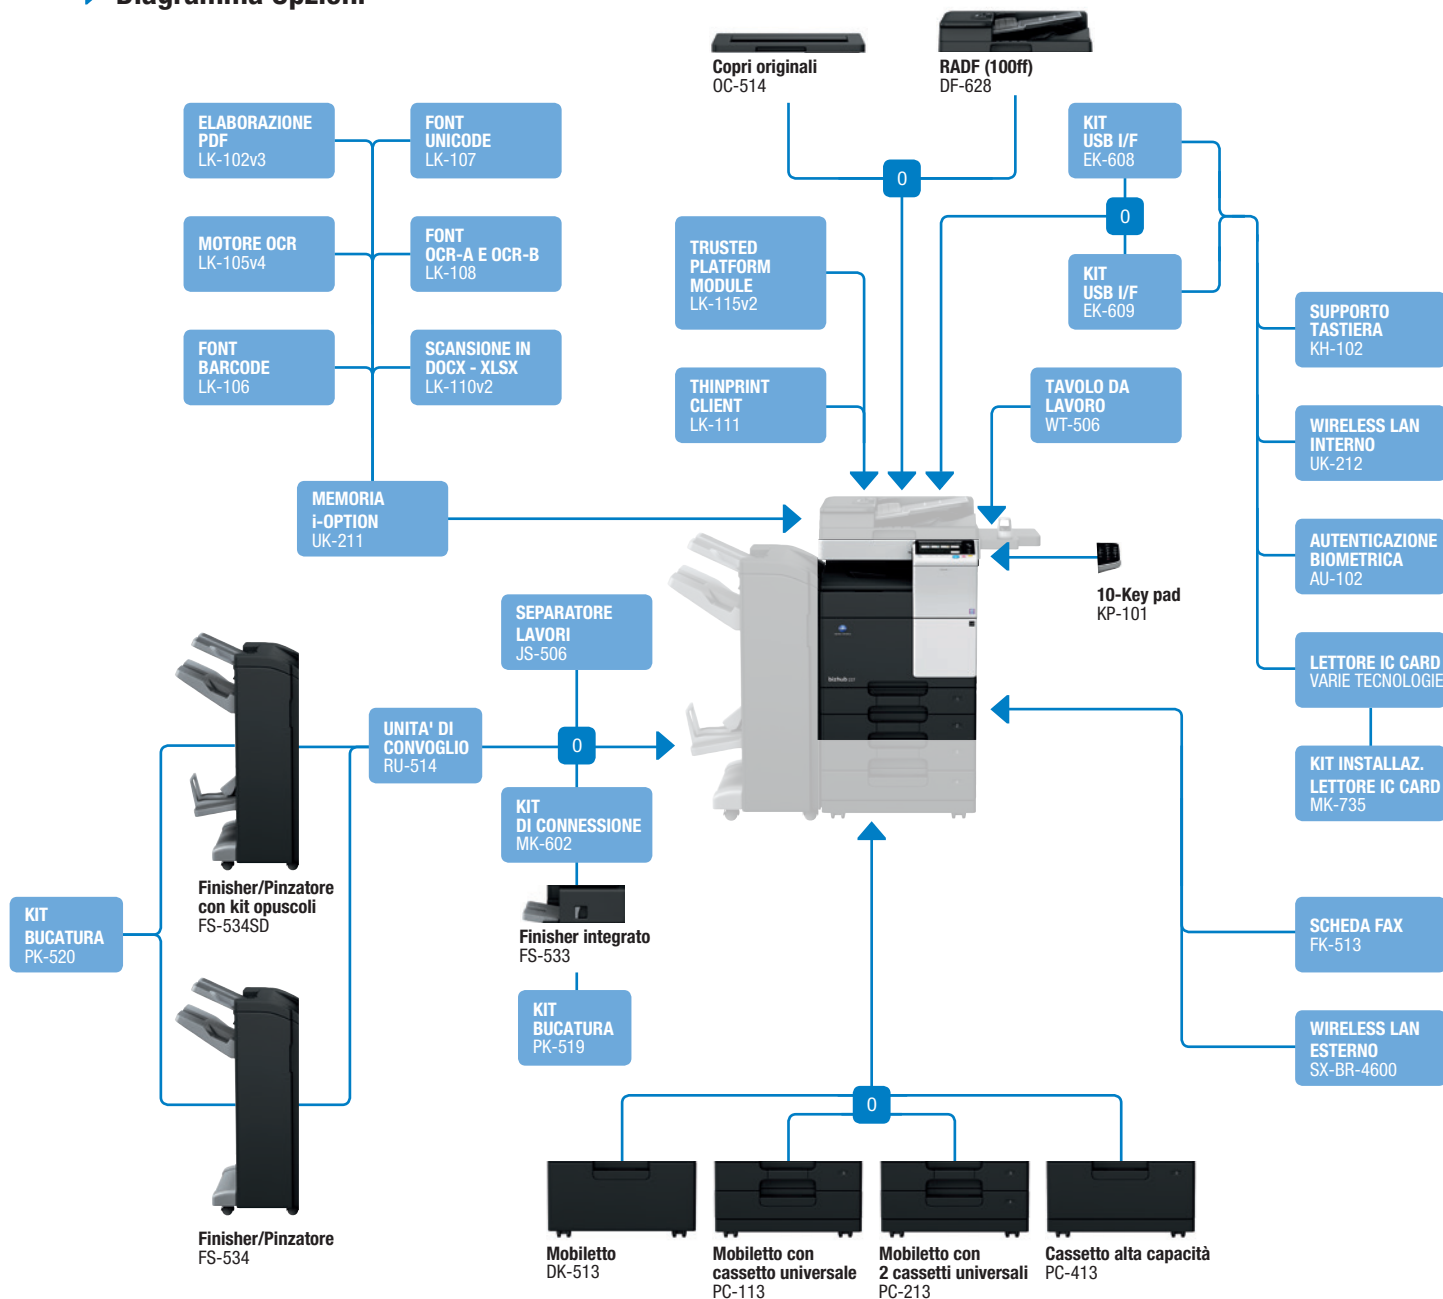 Diagramma opzioni
Copri originali
OC-514
RADF (100ff)
DF-628
ELABORAZIONE
PDF
LK-102v3
FONT
UNICODE
LK-107
KIT
USB I/F
EK-608
0
0
MOTORE OCR
LK-105v4
FONT
OCR-A E OCR-B
LK-108
TRUSTED
PLATFORM
MODULE
LK-115v2
KIT
USB I/F
EK-609
SUPPORTO
TASTIERA
KH-102
FONT
BARCODE
LK-106
SCANSIONE IN
DOCX - XLSX
LK-110v2
THINPRINT
CLIENT
LK-111
TAVOLO DA
LAVORO
WT-506
WIRELESS LAN
INTERNO
UK-212
MEMORIA
i-OPTION
UK-211
AUTENTICAZIONE
BIOMETRICA
AU-102
10-Key pad
KP-101
SEPARATORE
LAVORI
JS-506
LETTORE IC CARD
VARIE TECNOLOGIE
bizhub
UNITA' DI
CONVOGLIO
RU-514
0
KIT INSTALLAZ.
LETTORE IC CARD
MK-735
KIT
DI CONNESSIONE
MK-602
Finisher/Pinzatore
con kit opuscoli
FS-534SD
KIT
BUCATURA
PK-520
Finisher integrato
FS-533
SCHEDA FAX
FK-513
KIT
BUCATURA
PK-519
WIRELESS LAN
ESTERNO
SX-BR-4600
0
Finisher/Pinzatore
FS-534
Mobiletto
DK-513
Mobiletto con
cassetto universale
PC-113
Mobiletto con
2 cassetti universali
PC-213
Cassetto alta capacità
PC-413